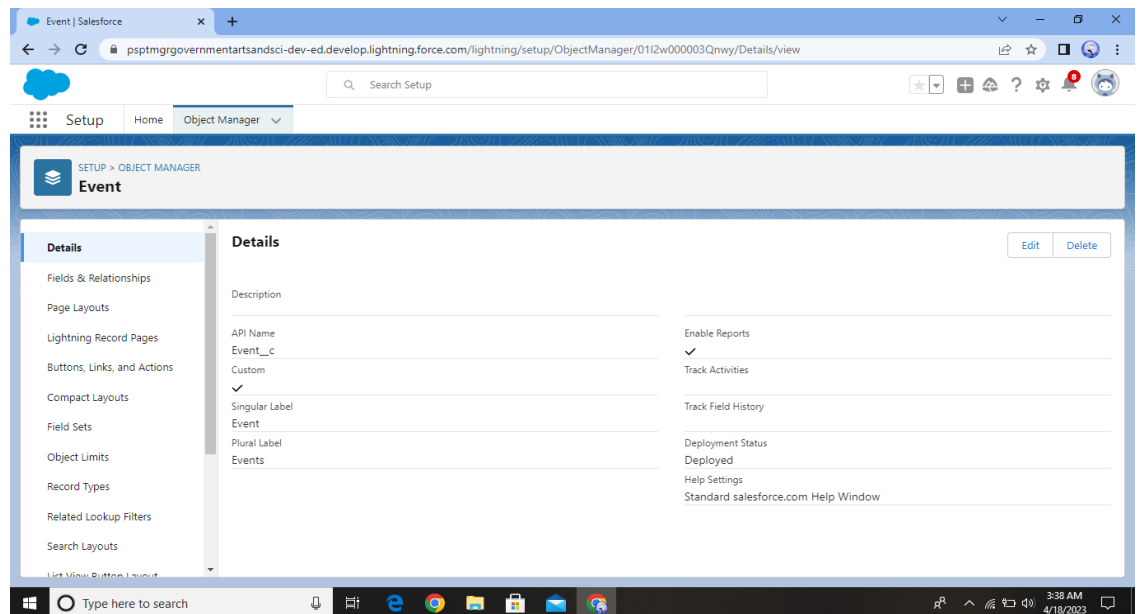 Event | Salesforce
psptmgrgovernmentartsandsci-dev-ed.develop.lightning.force.com/lightning/setup/ObjectManager/01I2w000003Qnwy/Details/view
Search Setup
Setup Home Object Manager
SETUP > OBJECT MANAGER
Event
Details
Fields & Relationships
Page Layouts
Lightning Record Pages
Buttons, Links, and Actions
Compact Layouts
Field Sets
Object Limits
Record Types
Related Lookup Filters
Search Layouts
List View Button Layout
Details
Edit Delete
Description
API Name
Event__c
Custom
Singular Label
Event
Plural Label
Events
Enable Reports
Track Activities
Track Field History
Deployment Status
Deployed
Help Settings
Standard salesforce.com Help Window
Type here to search
3:38 AM
4/18/2023